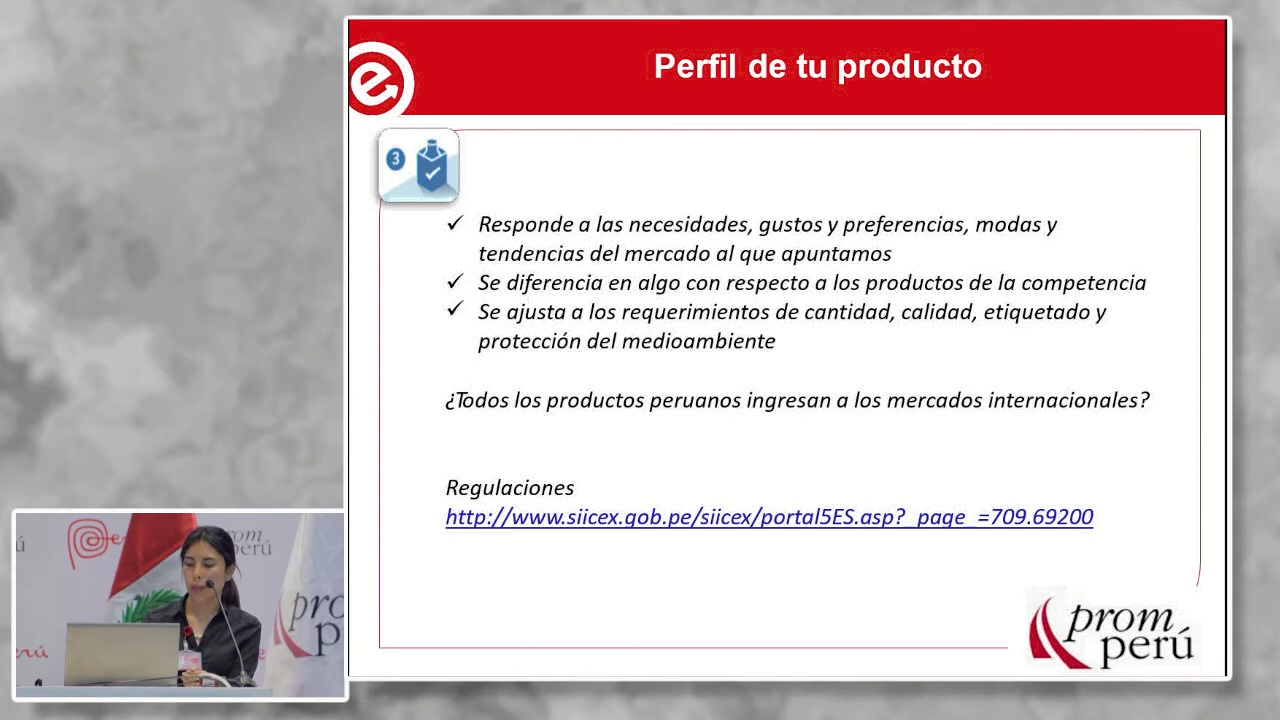 Perfil de tu producto
3
Responde a las necesidades, gustos y preferencias, modas y
tendencias del mercado al que apuntamos
Se diferencia en algo con respecto a los productos de la competencia
Se ajusta a los requerimientos de cantidad, calidad, etiquetado y
protección del medioambiente
¿Todos los productos peruanos ingresan a los mercados internacionales?
Regulaciones
http://www.siicex.gob.pe/siicex/portal5ES.asp?_page_=709.69200
prom
perú